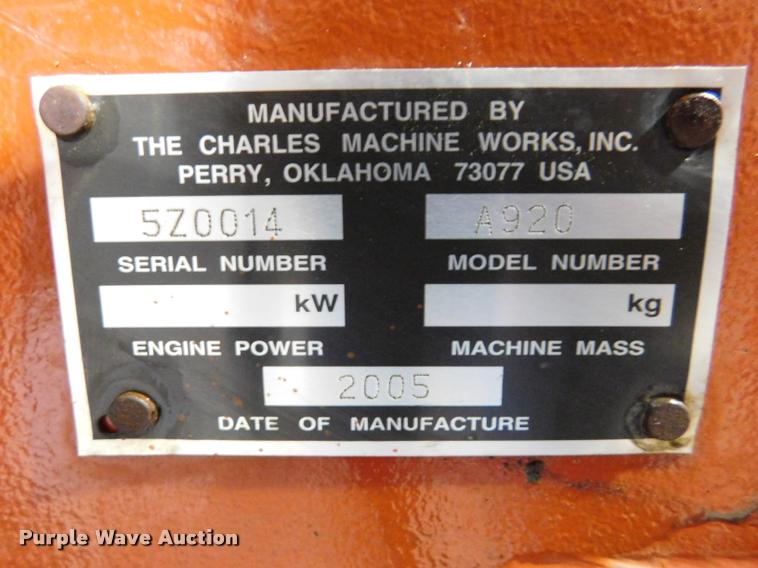 MANUFACTURED BY
THE CHARLES MACHINE WORKS, INC.
PERRY, OKLAHOMA 73077 USA
5Z0014 A920
SERIAL NUMBER MODEL NUMBER
kW kg
ENGINE POWER MACHINE MASS
2005
DATE OF MANUFACTURE
Purple Wave Auction